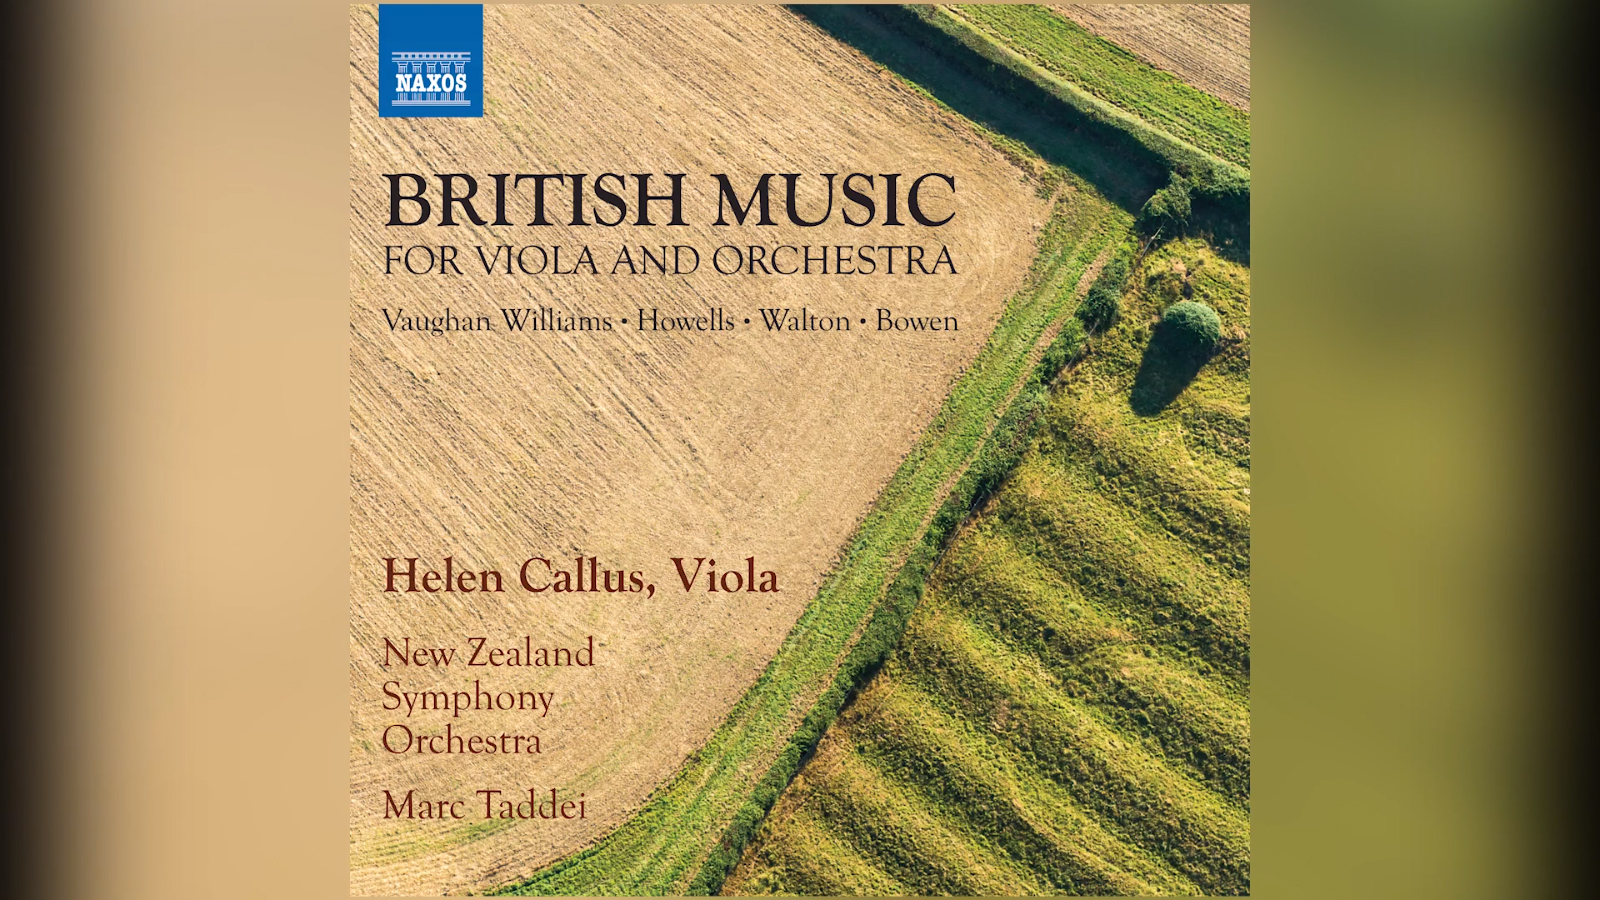 NAXOS
BRITISH MUSIC
FOR VIOLA AND ORCHESTRA
Vaughan Williams • Howells • Walton • Bowen
Helen Callus, Viola
New Zealand
Symphony
Orchestra
Marc Taddei